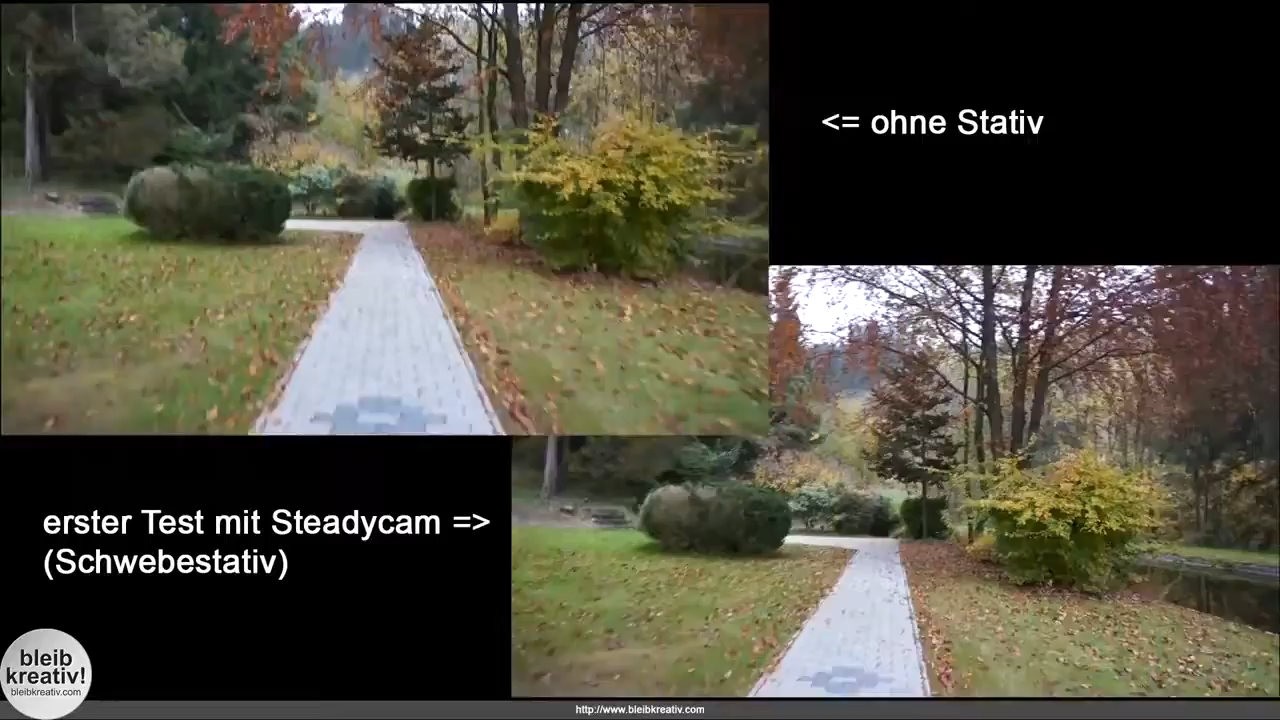 <= ohne Stativ
erster Test mit Steadycam =>
(Schwebestativ)
bleib
kreativ!
bleibkreativ.com
http://www.bleibkreativ.com